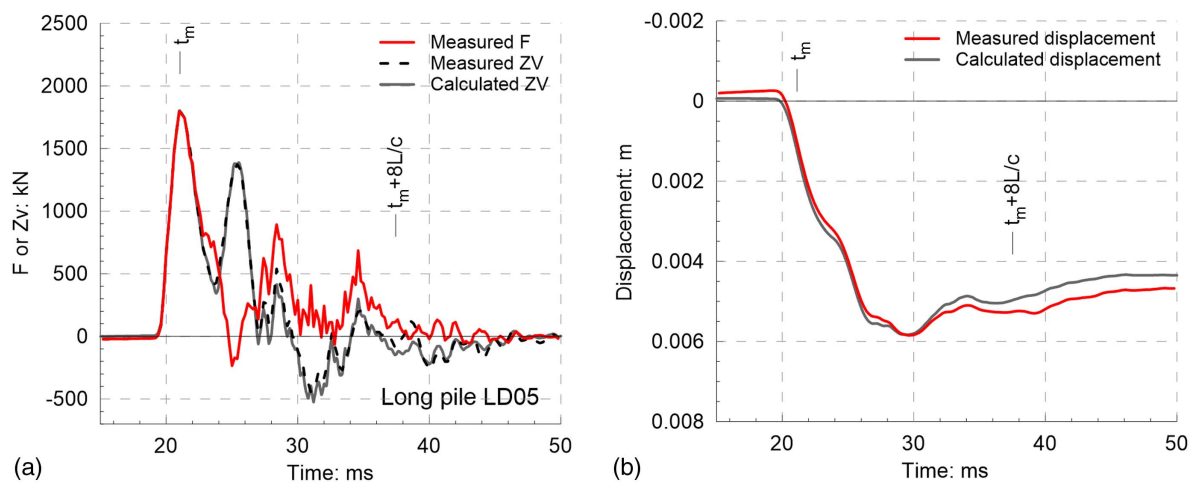 2500
2000
1500
1000
500
0
-500
F or Zv: kN
t_m
Measured F
Measured ZV
Calculated ZV
t_m+8L/c
Long pile LD05
20 30 40 50
Time: ms
(a)
-0.002
0
0.002
0.004
0.006
0.008
Displacement: m
t_m
Measured displacement
Calculated displacement
t_m+8L/c
20 30 40 50
Time: ms
(b)